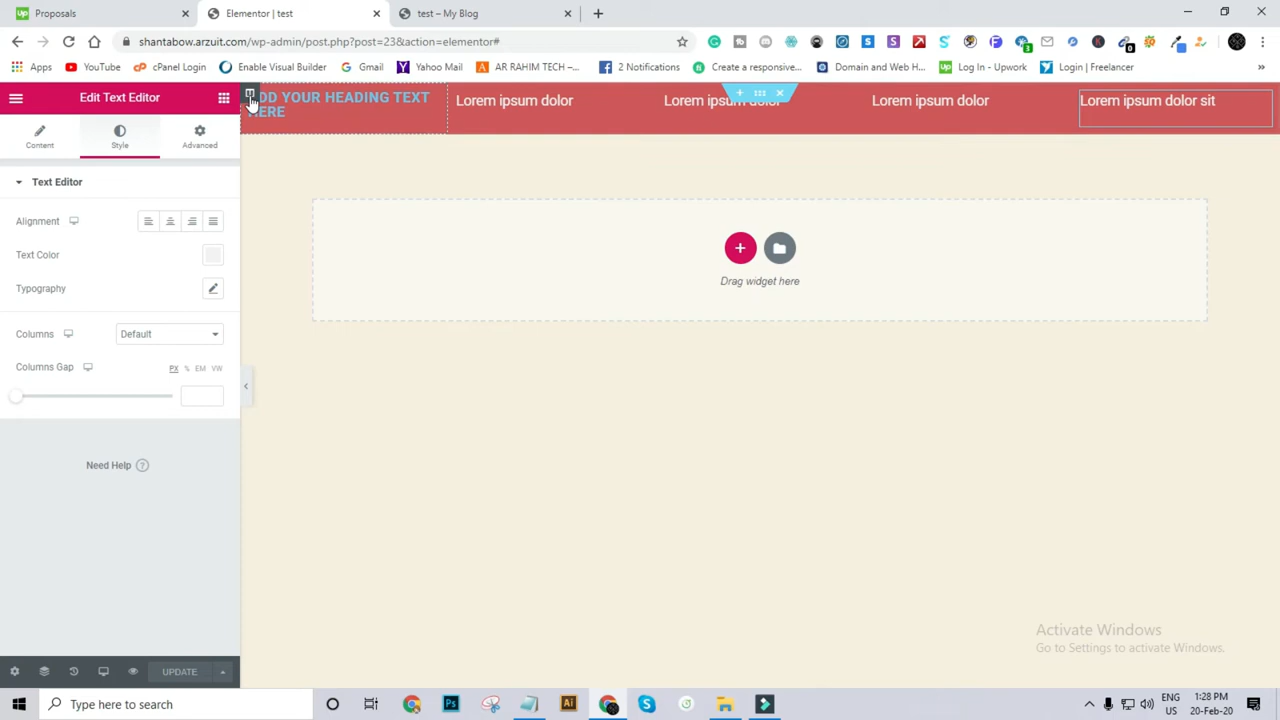 Proposals
Elementor | test
test – My Blog
shantabow.arzuit.com/wp-admin/post.php?post=23&action=elementor#
Apps
YouTube
cPanel Login
Enable Visual Builder
Gmail
Yahoo Mail
AR RAHIM TECH –...
2 Notifications
Create a responsive...
Domain and Web H...
Log In - Upwork
Login | Freelancer
»
Edit Text Editor
DD YOUR HEADING TEXT
HERE
Lorem ipsum dolor
Lorem ipsum dolor
Lorem ipsum dolor
Lorem ipsum dolor sit
Content
Style
Advanced
Text Editor
Alignment
Text Color
Typography
Columns
Default
Columns Gap
PX % EM VW
Drag widget here
Need Help
UPDATE
Activate Windows
Go to Settings to activate Windows.
Type here to search
ENG
US
1:28 PM
20-Feb-20